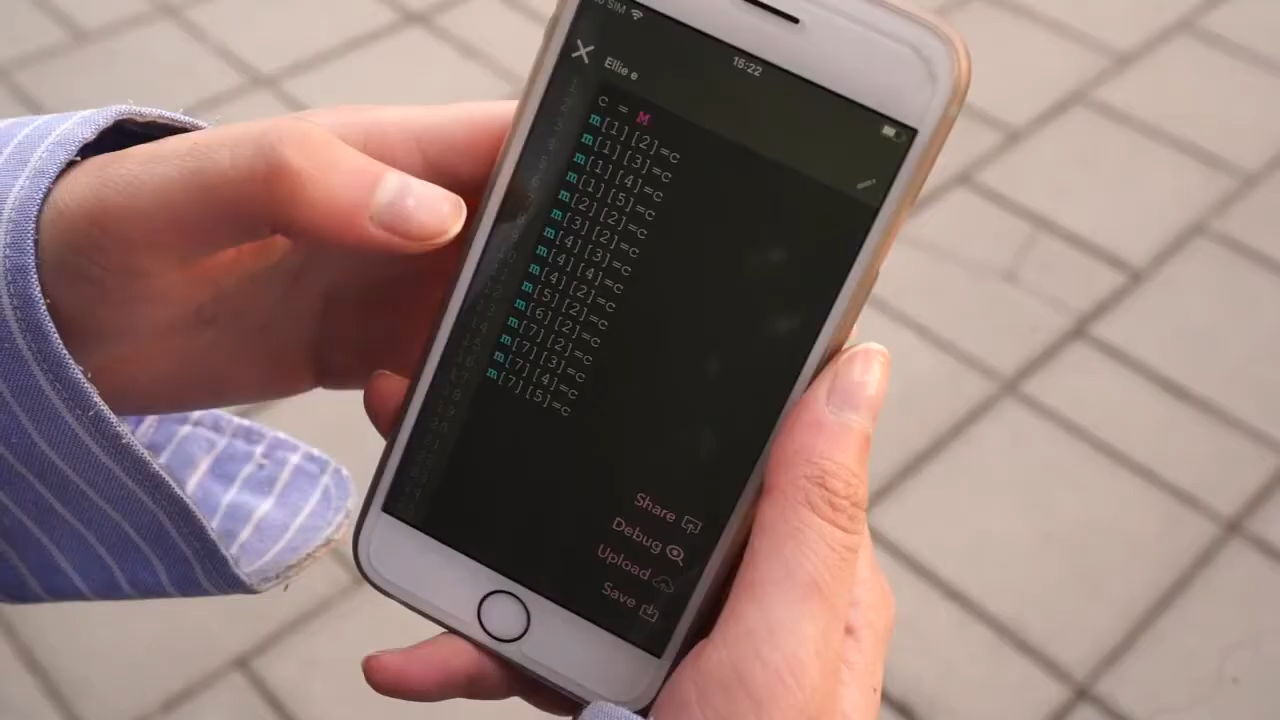 SIM
15:22
Ellie e
c = M
m[1][2]=c
m[1][3]=c
m[1][4]=c
m[1][5]=c
m[2][2]=c
m[3][2]=c
m[4][3]=c
m[4][4]=c
m[4][2]=c
m[5][2]=c
m[6][2]=c
m[7][2]=c
m[7][3]=c
m[7][4]=c
m[7][5]=c
Share
Debug
Upload
Save